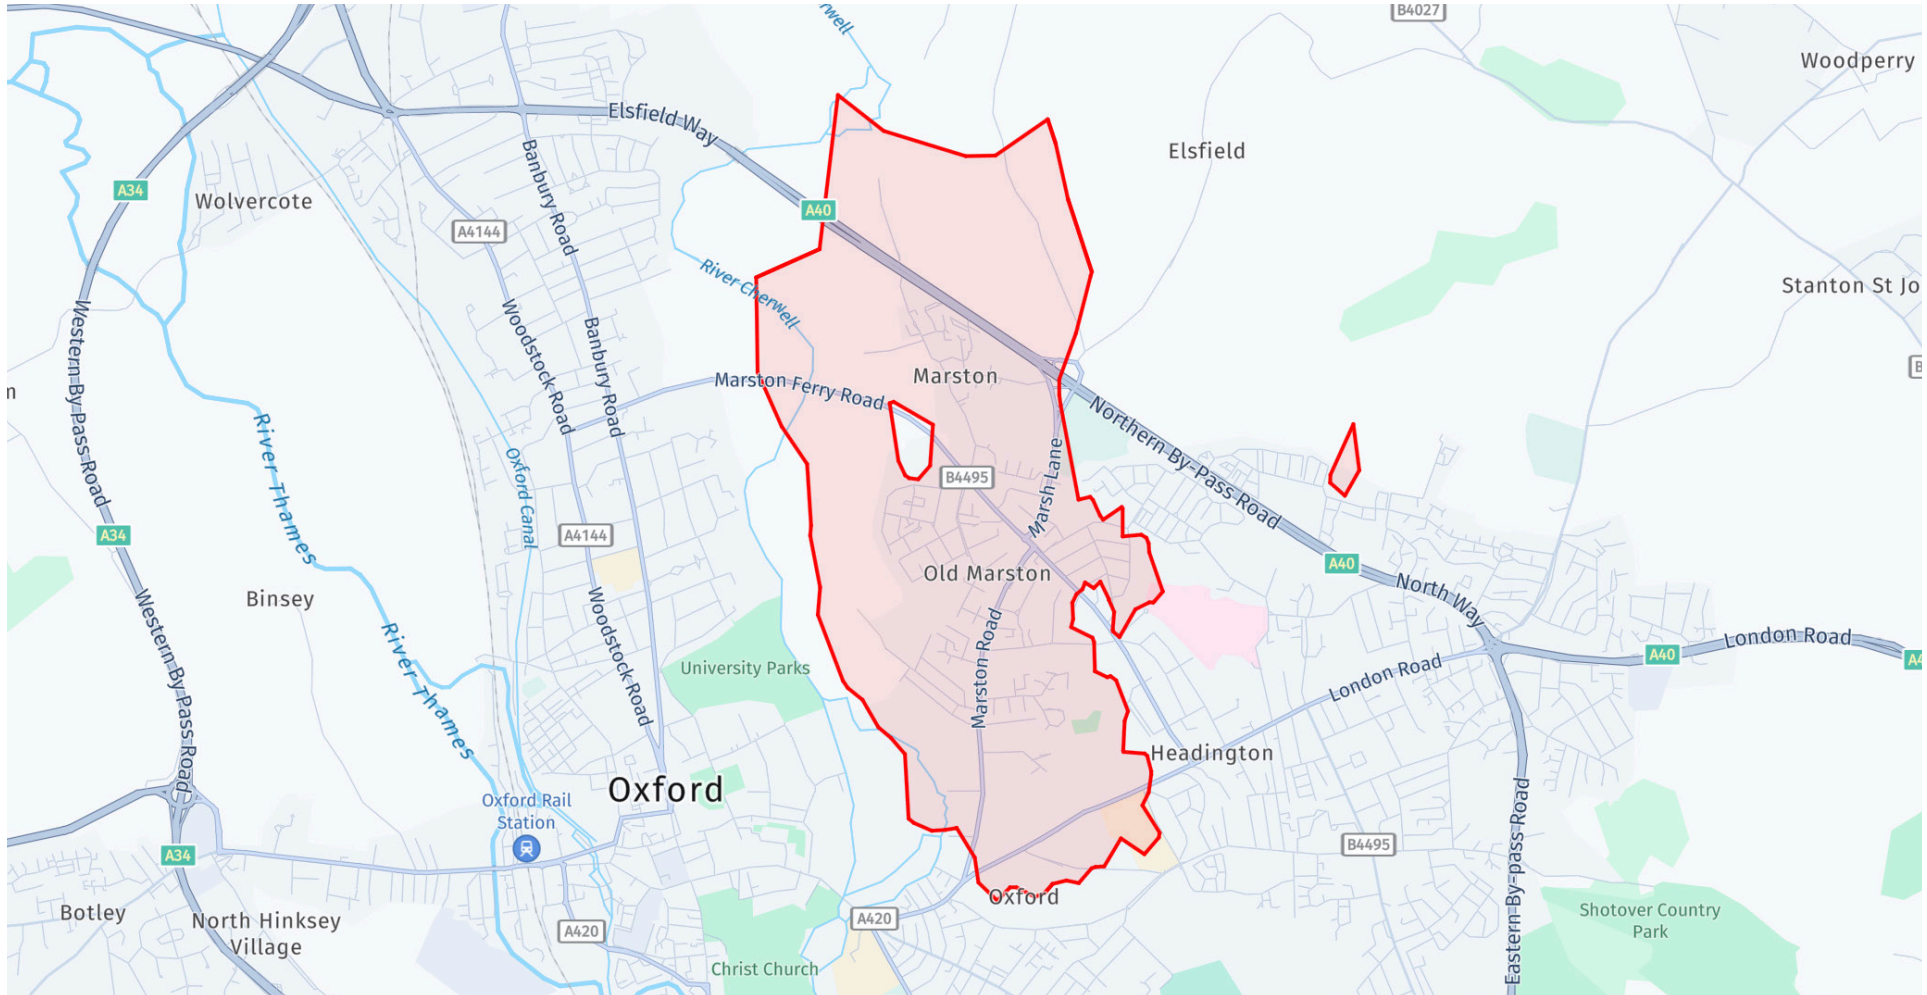 B4027
Woodperry
Elsfield Way
Elsfield
A34
Wolvercote
A4144
Banbury Road
A40
River Cherwell
Stanton St Jo
Western By Pass Road
Woodstock Road
Banbury Road
Marston Ferry Road
Marston
Northern By-Pass Road
River Thames
Oxford Canal
B4495
Marsh Lane
A34
A4144
A40
Old Marston
North Way
Binsey
Western By Pass Road
River Thames
Woodstock Road
University Parks
Marston Road
London Road
A40
London Road
Headington
Oxford
Oxford Rail
Station
A34
B4495
Eastern By-pass Road
Botley
North Hinksey
Village
A420
A420
Oxford
Christ Church
Shotover Country
Park